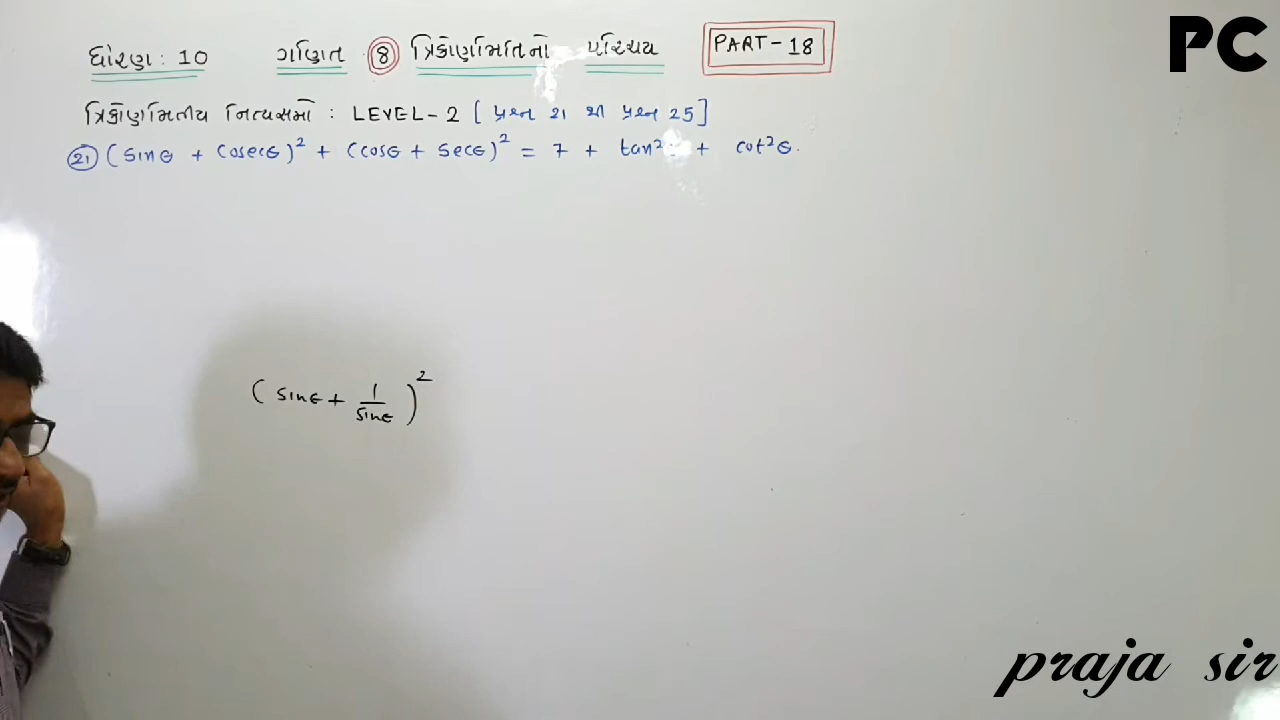 ધોરણ : 10 ગણિત 8 ત્રિકોણમિતિનો પરિચય PART-18
ત્રિકોણમિતીય નિત્યસમો : LEVEL-2 [ પ્રશ્ન 21 થી પ્રશ્ન 25]
21 (sinθ + cosecθ)² + (cosθ + secθ)² = 7 + tan² + cot²θ.
(sinθ + 1/sinθ)²
PC
praja sir